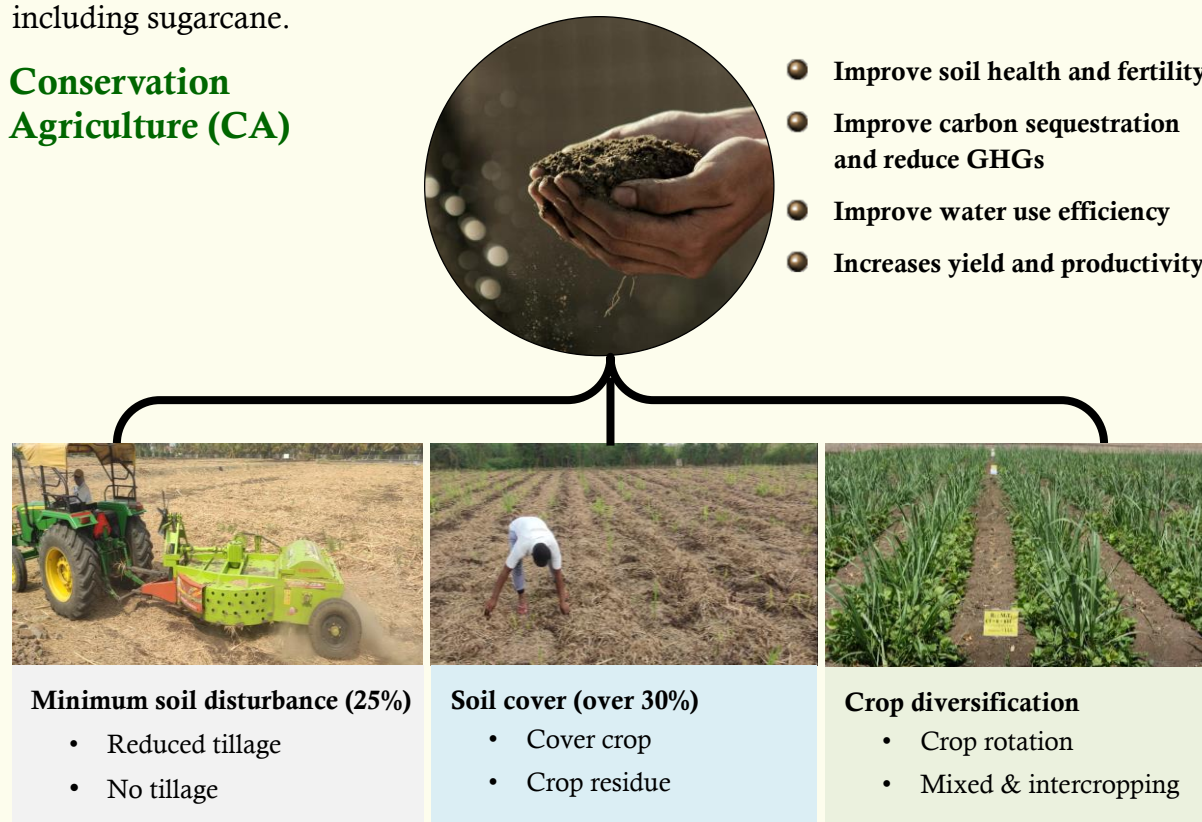 including sugarcane.
Conservation
Agriculture (CA)
Improve soil health and fertility
Improve carbon sequestration
and reduce GHGs
Improve water use efficiency
Increases yield and productivity
Minimum soil disturbance (25%)
• Reduced tillage
• No tillage
Soil cover (over 30%)
• Cover crop
• Crop residue
Crop diversification
• Crop rotation
• Mixed & intercropping